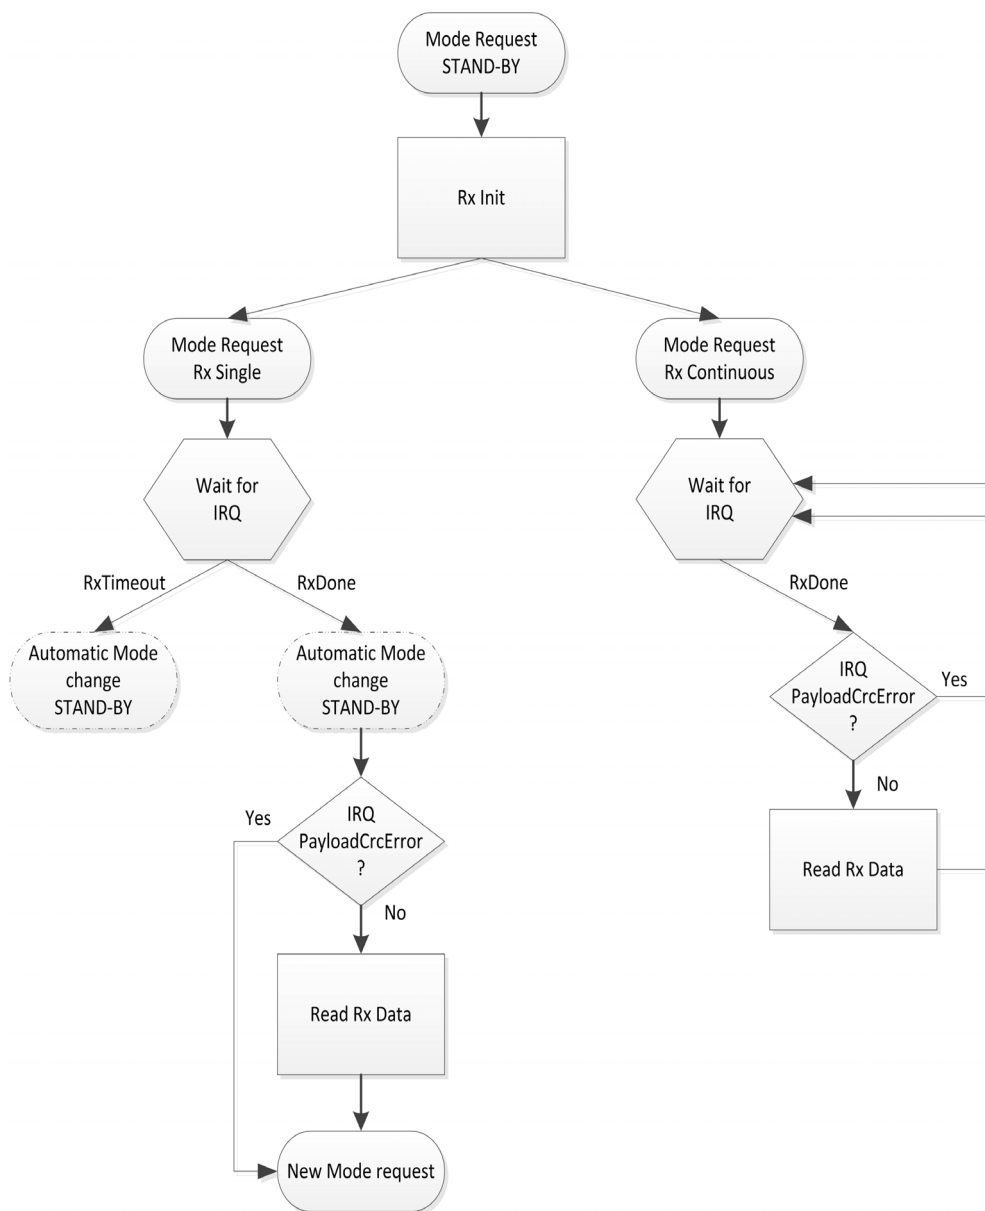 Mode Request
STAND-BY
Rx Init
Mode Request
Rx Single
Mode Request
Rx Continuous
Wait for
IRQ
Wait for
IRQ
RxTimeout
RxDone
RxDone
Automatic Mode
change
STAND-BY
Automatic Mode
change
STAND-BY
IRQ
PayloadCrcError
?
Yes
No
Yes
IRQ
PayloadCrcError
?
No
Read Rx Data
Read Rx Data
New Mode request